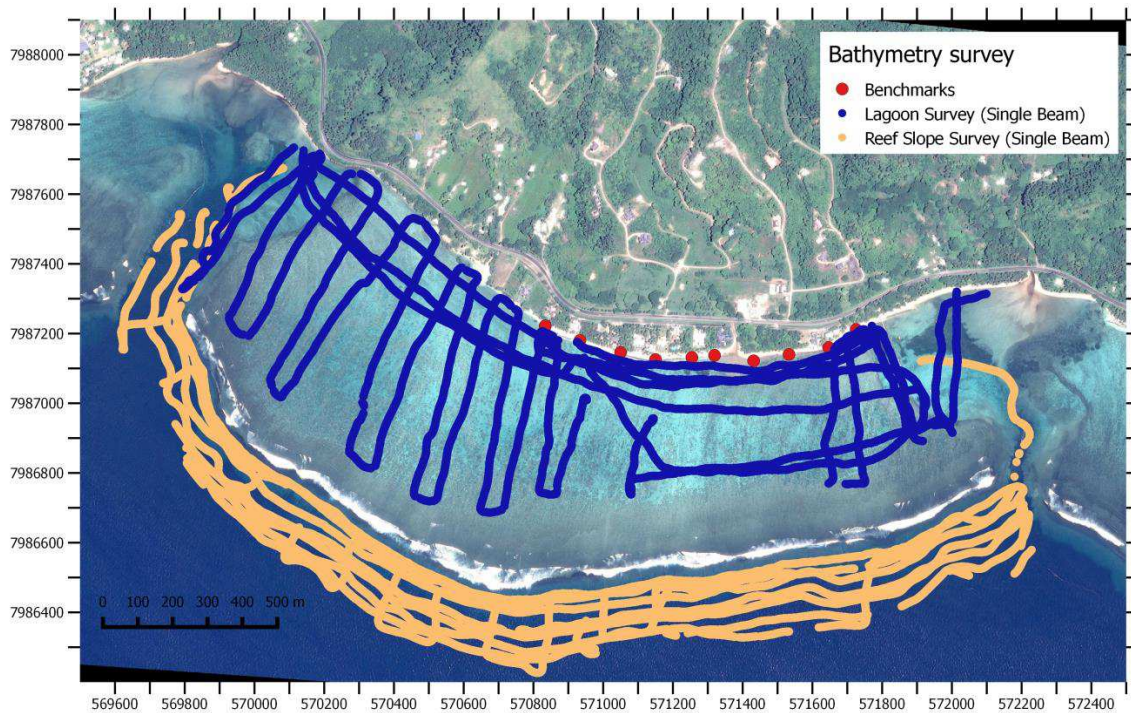 Bathymetry survey
Benchmarks
Lagoon Survey (Single Beam)
Reef Slope Survey (Single Beam)
7988000
7987800
7987600
7987400
7987200
7987000
7986800
7986600
7986400
0 100 200 300 400 500 m
569600 569800 570000 570200 570400 570600 570800 571000 571200 571400 571600 571800 572000 572200 572400